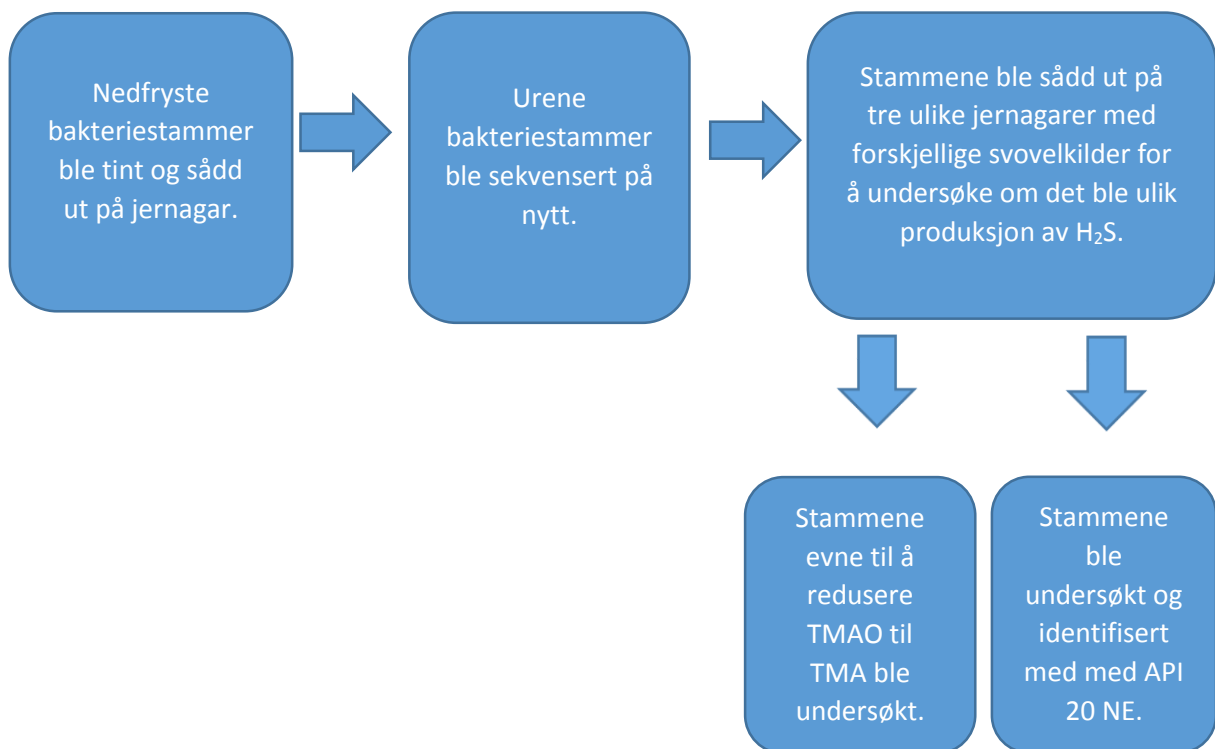 Nedfryste
bakteriestammer
ble tint og sådd
ut på jernagar.
Urene
bakteriestammer
ble sekvensert på
nytt.
Stammene ble sådd ut på
tre ulike jernagarer med
forskjellige svovelkilder for
å undersøke om det ble ulik
produksjon av H₂S.
Stammene
evne til å
redusere
TMAO til
TMA ble
undersøkt.
Stammene
ble
undersøkt og
identifisert
med med API
20 NE.